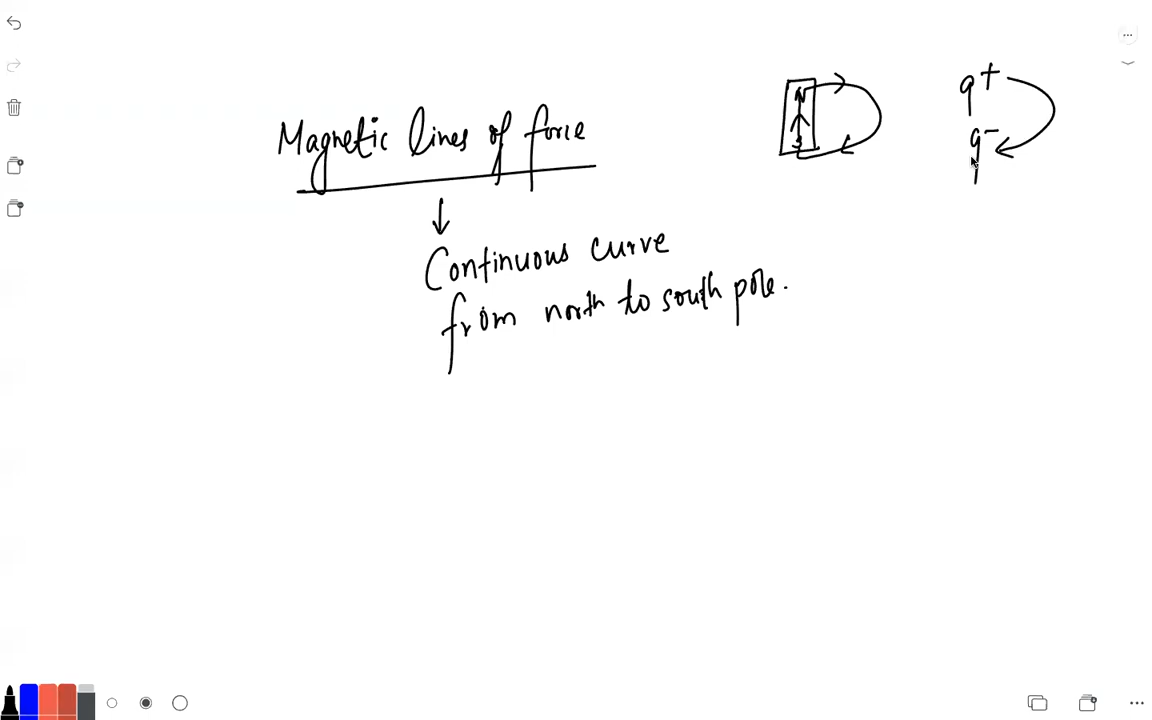 Magnetic lines of force
Continuous curve
from north to south pole.
N
S
q+
q-